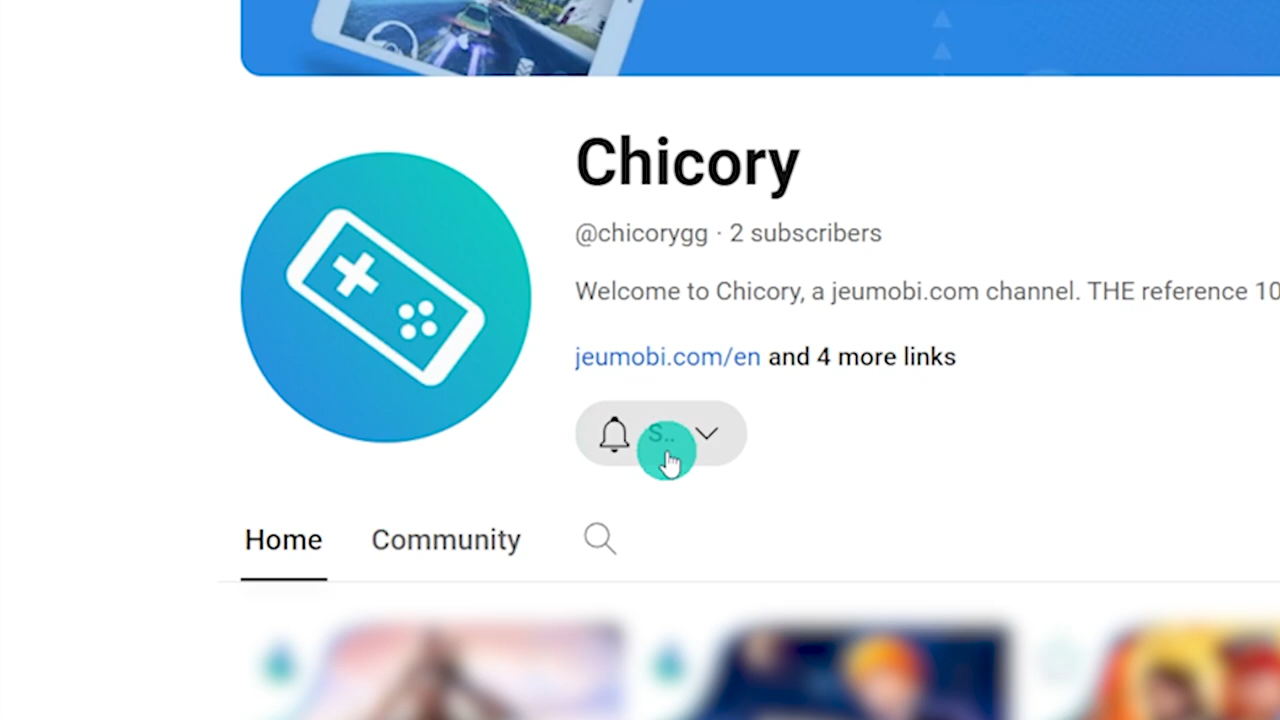 Chicory
@chicorygg · 2 subscribers
Welcome to Chicory, a jeumobi.com channel. THE reference 10
jeumobi.com/en and 4 more links
S..
Home Community